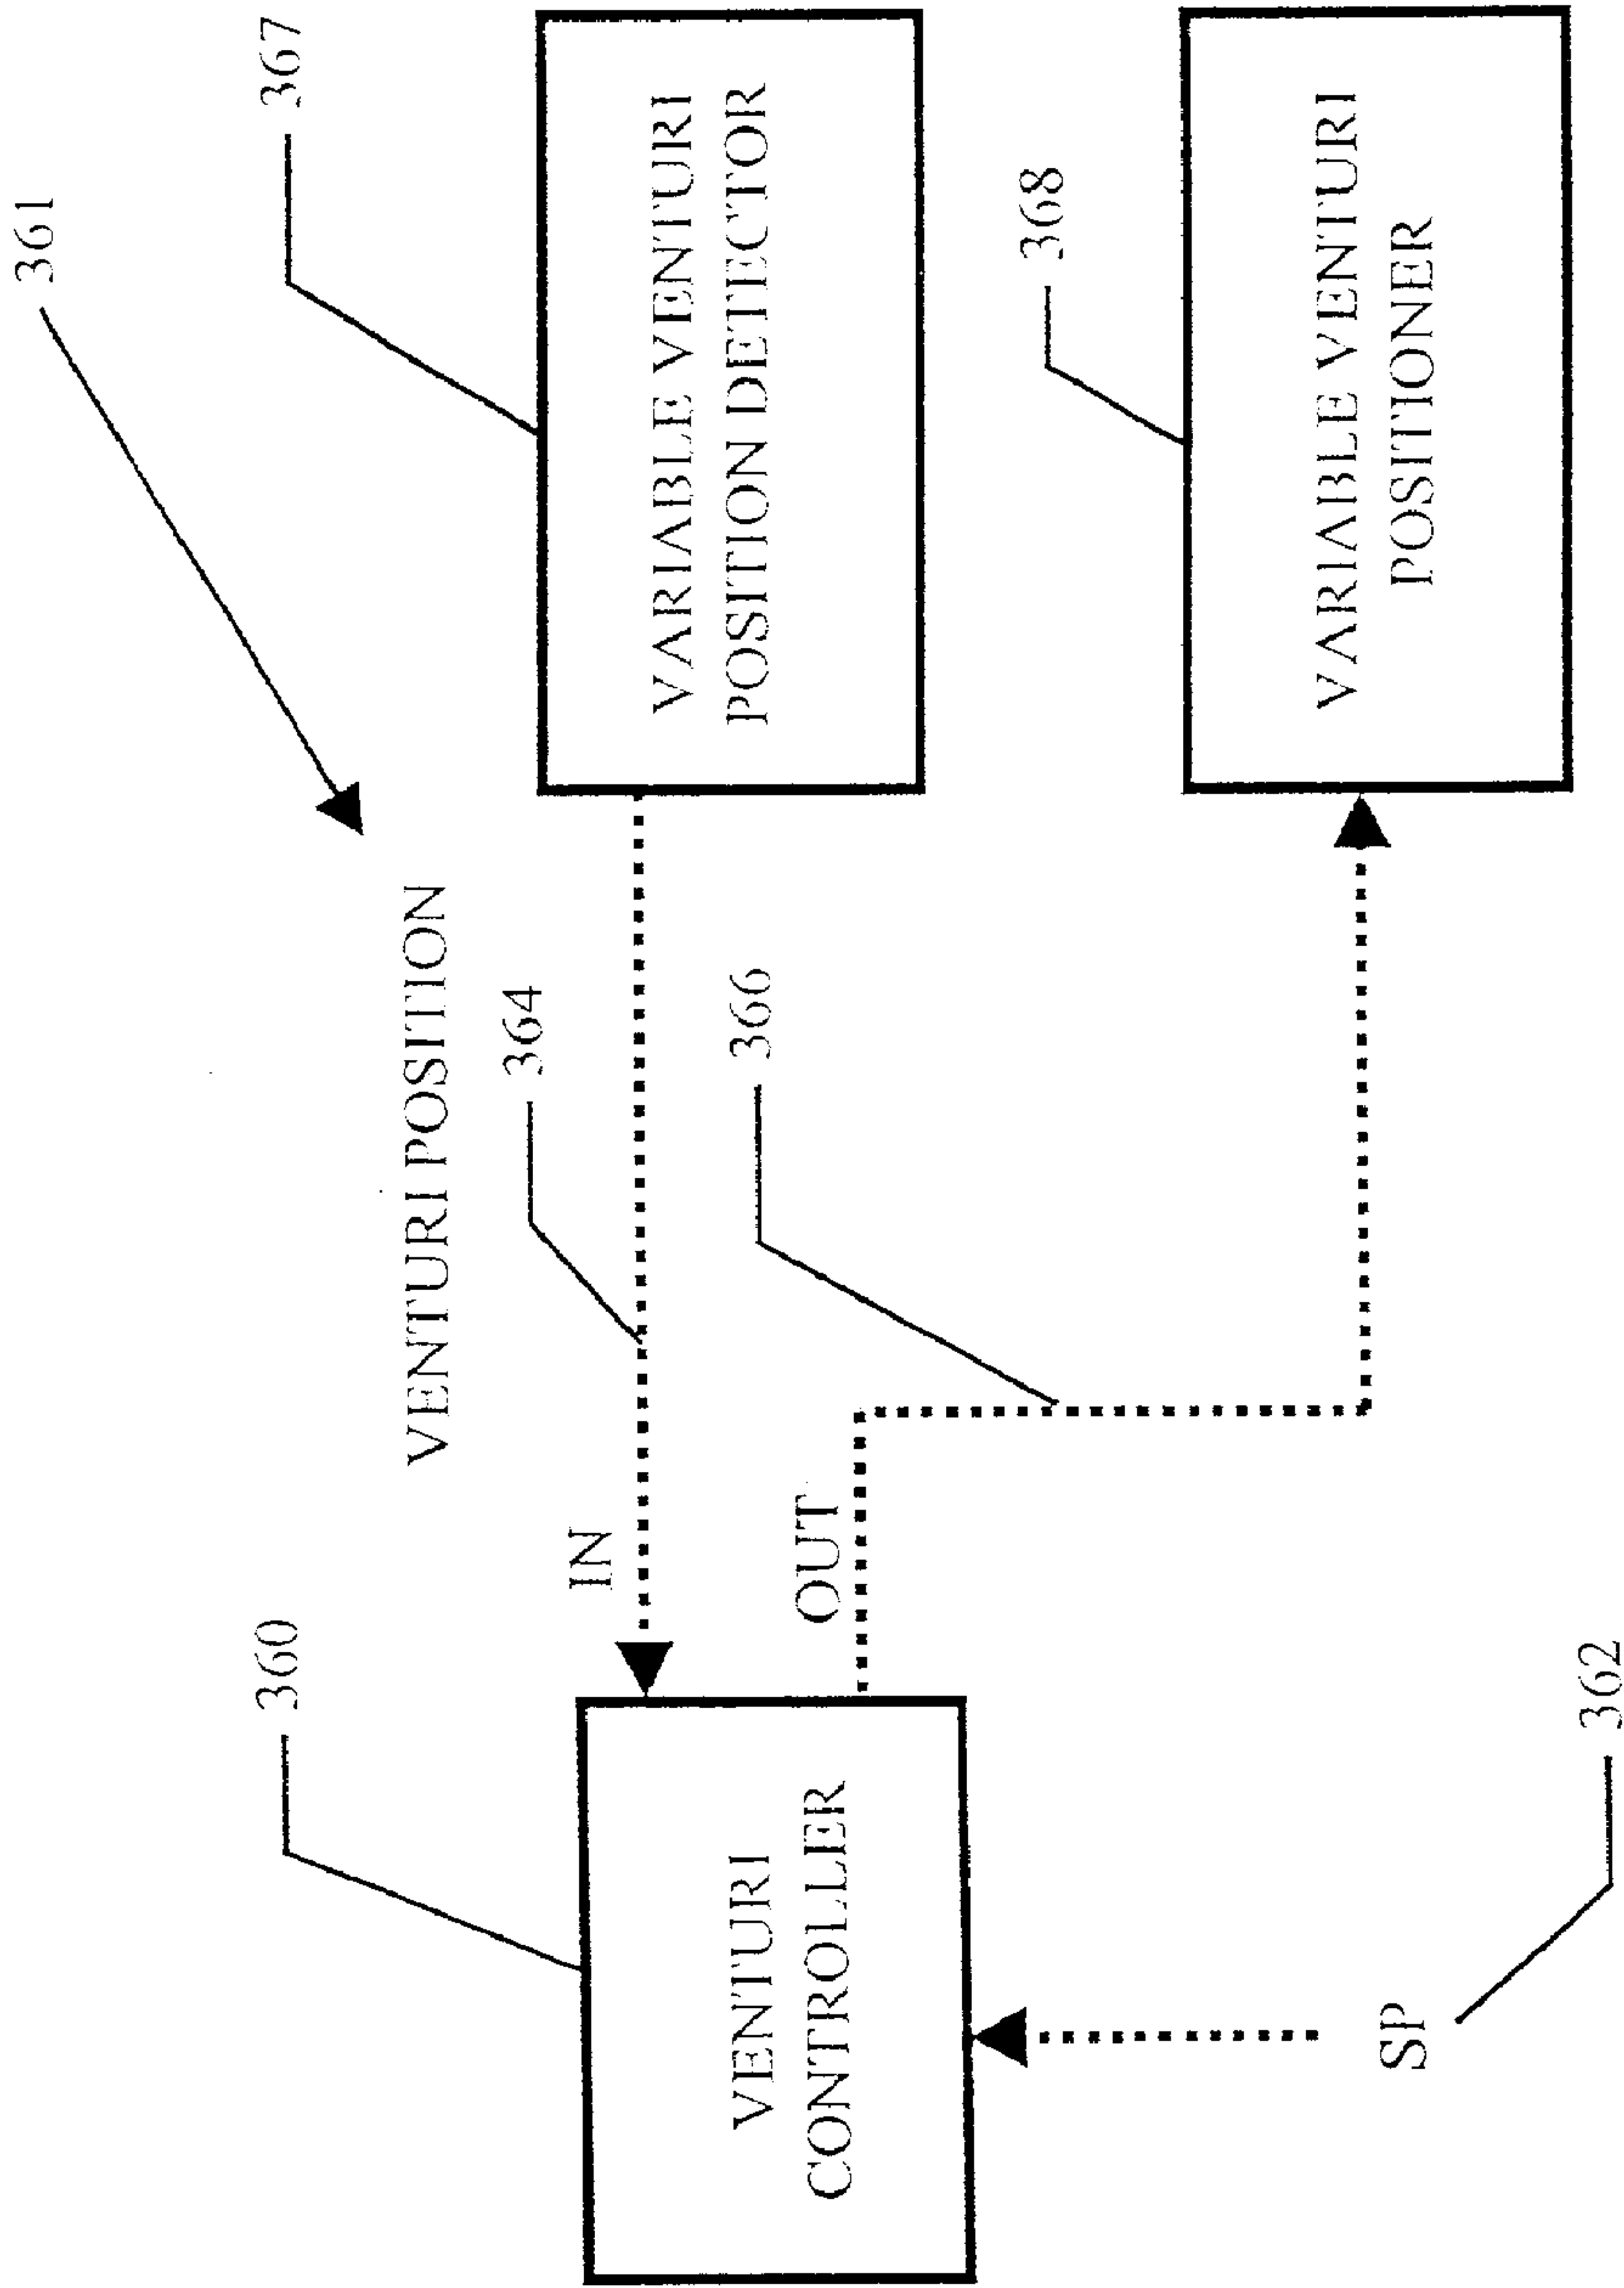 361
367
VARIABLE VENTURI
POSITION DETECTOR
VENTURI POSITION
364
IN
360
VENTURI
CONTROLLER
366
OUT
368
VARIABLE VENTURI
POSITIONER
SP
362